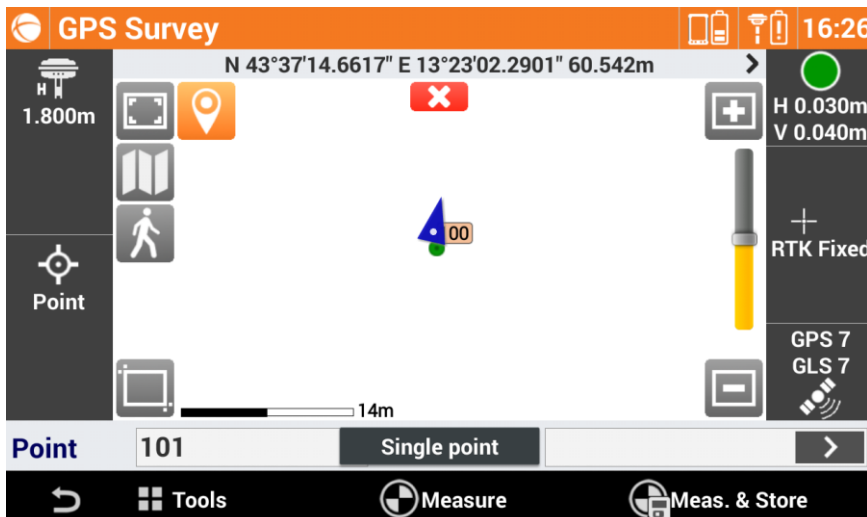 GPS Survey
16:26
N 43°37'14.6617" E 13°23'02.2901" 60.542m
H
1.800m
H 0.030m
V 0.040m
00
RTK Fixed
Point
GPS 7
GLS 7
14m
Point
101
Single point
Tools
Measure
Meas. & Store